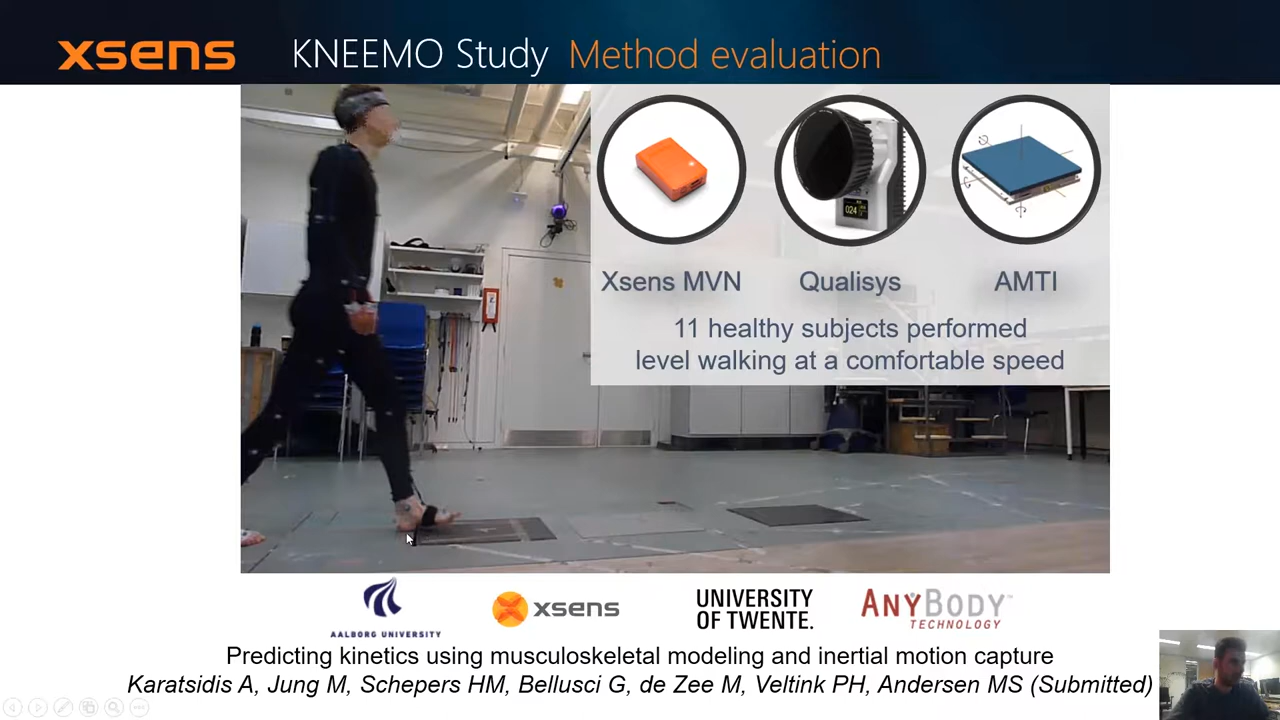 xsens KNEEMO Study Method evaluation
024
Xsens MVN Qualisys AMTI
11 healthy subjects performed
level walking at a comfortable speed
AALBORG UNIVERSITY
xsens
UNIVERSITY
OF TWENTE.
ANYBODY™
TECHNOLOGY
Predicting kinetics using musculoskeletal modeling and inertial motion capture
Karatsidis A, Jung M, Schepers HM, Bellusci G, de Zee M, Veltink PH, Andersen MS (Submitted)